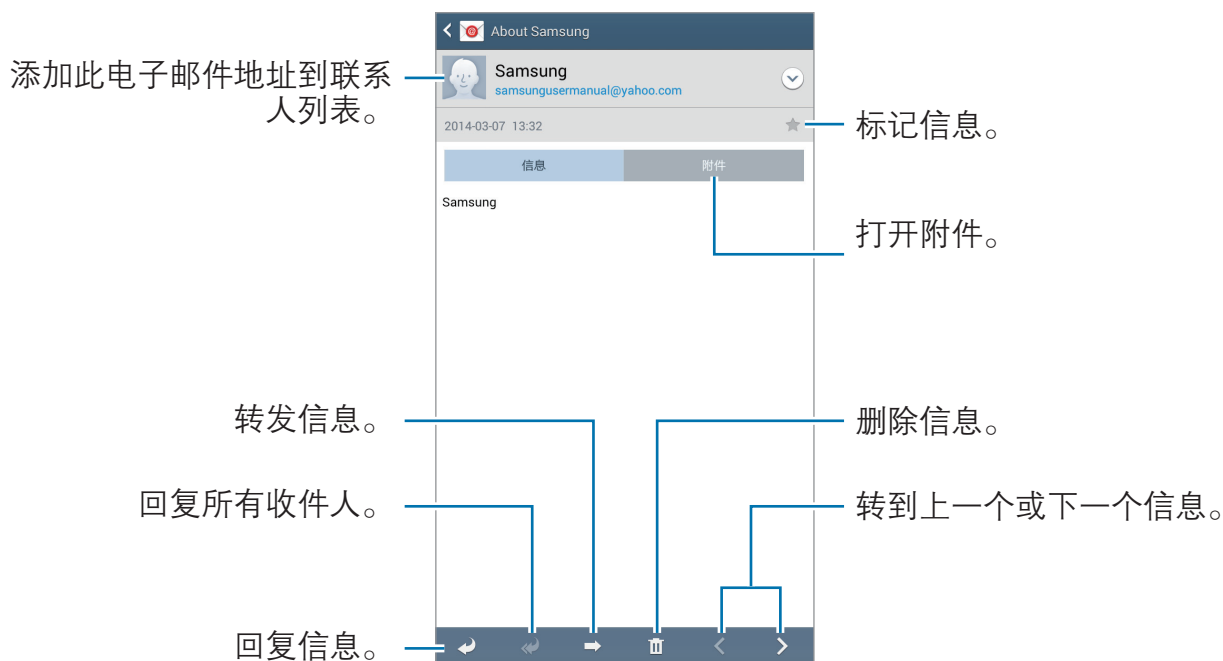 About Samsung
添加此电子邮件地址到联系
人列表。
Samsung
samsungusermanual@yahoo.com
2014-03-07 13:32
标记信息。
信息
附件
Samsung
打开附件。
转发信息。
删除信息。
回复所有收件人。
转到上一个或下一个信息。
回复信息。